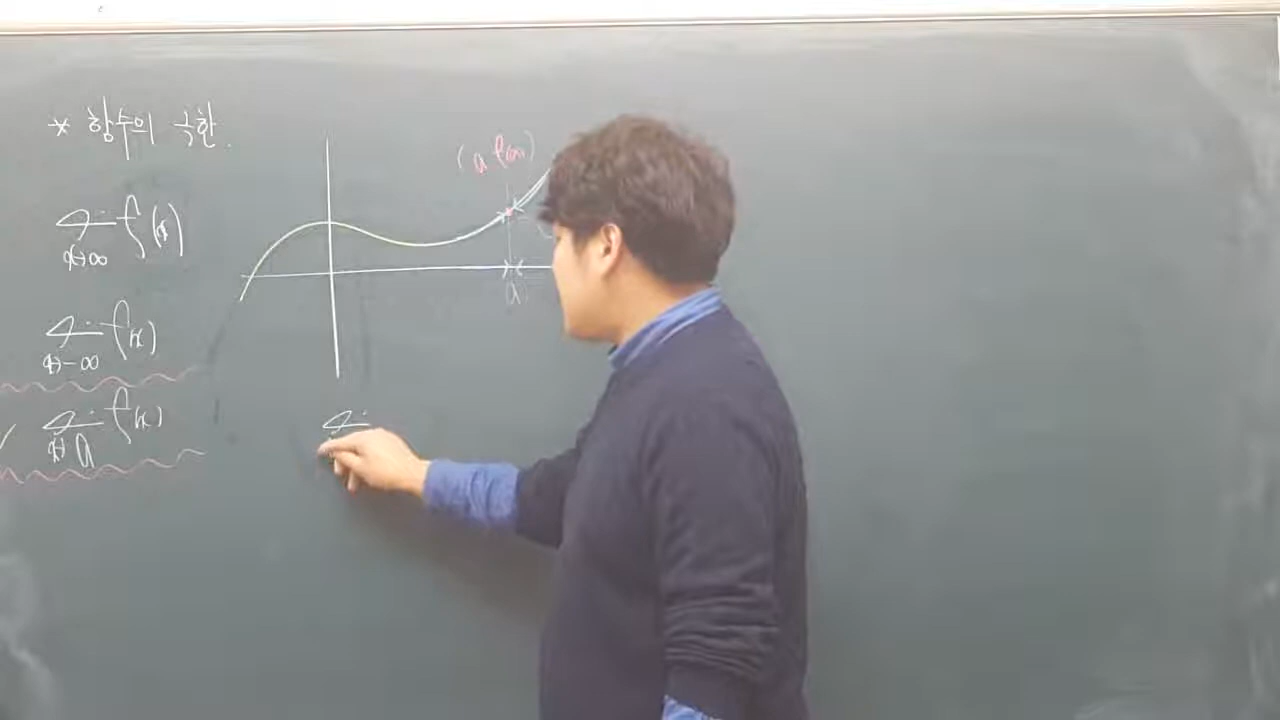 * 함수의 극한.
(a f(a))
lim f(x)
x→∞
lim f(x)
x→-∞
a
✓ lim f(x)
x→a
lim